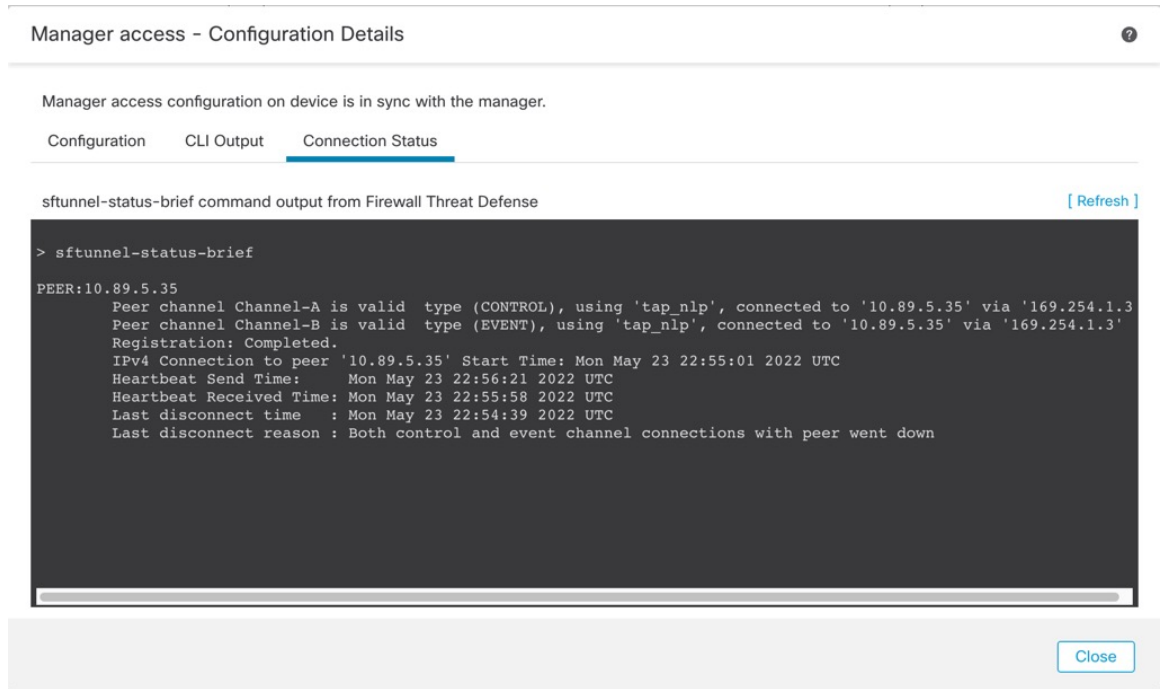 Manager access - Configuration Details
?
Manager access configuration on device is in sync with the manager.
Configuration CLI Output Connection Status
sftunnel-status-brief command output from Firewall Threat Defense [ Refresh ]
> sftunnel-status-brief
PEER:10.89.5.35
Peer channel Channel-A is valid type (CONTROL), using 'tap_nlp', connected to '10.89.5.35' via '169.254.1.3
Peer channel Channel-B is valid type (EVENT), using 'tap_nlp', connected to '10.89.5.35' via '169.254.1.3'
Registration: Completed.
IPv4 Connection to peer '10.89.5.35' Start Time: Mon May 23 22:55:01 2022 UTC
Heartbeat Send Time: Mon May 23 22:56:21 2022 UTC
Heartbeat Received Time: Mon May 23 22:55:58 2022 UTC
Last disconnect time : Mon May 23 22:54:39 2022 UTC
Last disconnect reason : Both control and event channel connections with peer went down
Close